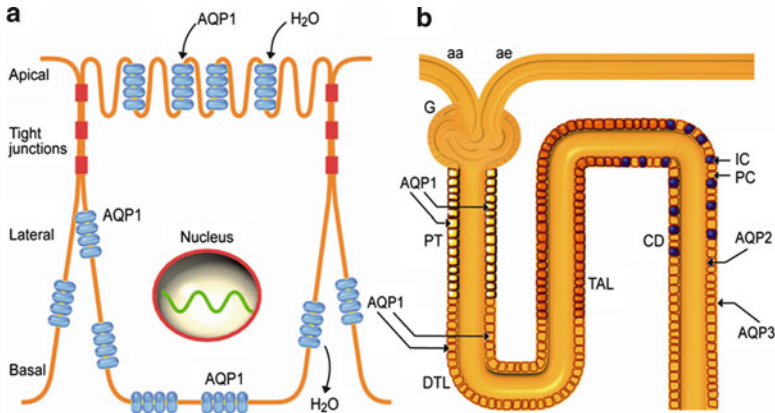 a
AQP1
H₂O
Apical
Tight
junctions
AQP1
Lateral
Nucleus
Basal
AQP1
H₂O
b
aa
ae
G
AQP1
PT
IC
PC
CD
AQP2
TAL
AQP1
AQP3
DTL